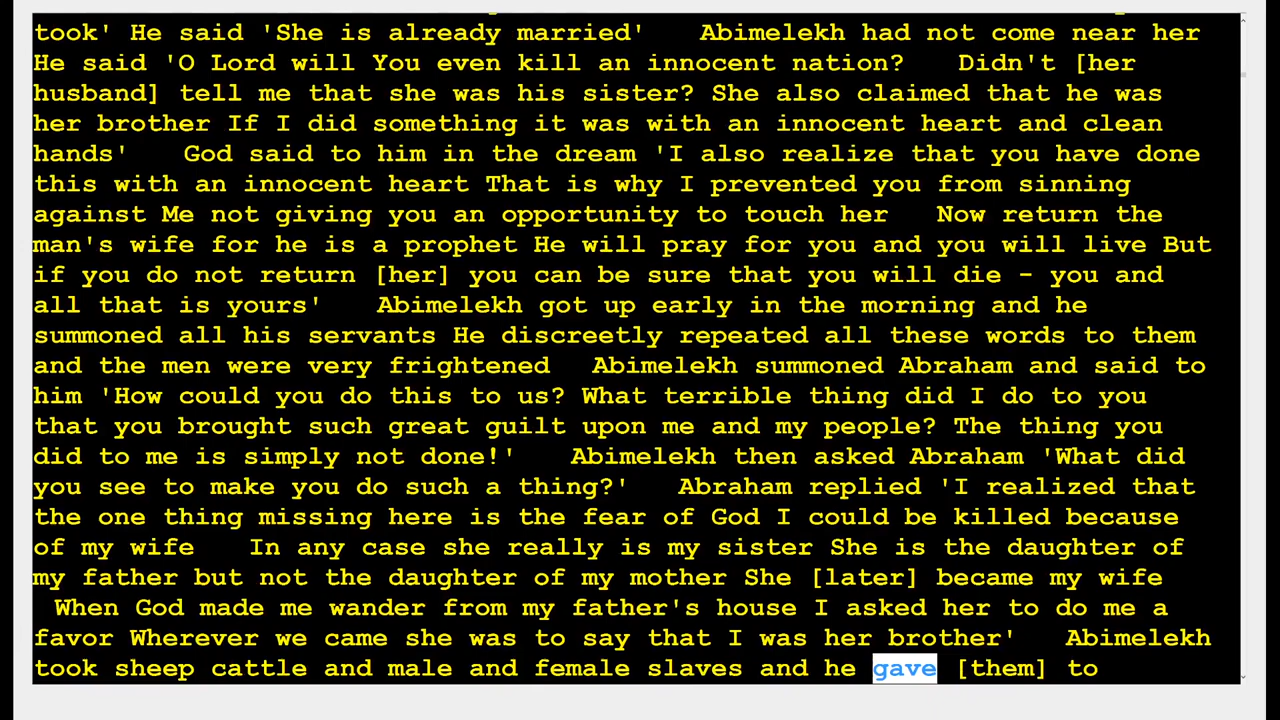 took' He said 'She is already married'   Abimelekh had not come near her
He said 'O Lord will You even kill an innocent nation?   Didn't [her
husband] tell me that she was his sister? She also claimed that he was
her brother If I did something it was with an innocent heart and clean
hands'   God said to him in the dream 'I also realize that you have done
this with an innocent heart That is why I prevented you from sinning
against Me not giving you an opportunity to touch her   Now return the
man's wife for he is a prophet He will pray for you and you will live But
if you do not return [her] you can be sure that you will die - you and
all that is yours'   Abimelekh got up early in the morning and he
summoned all his servants He discreetly repeated all these words to them
and the men were very frightened   Abimelekh summoned Abraham and said to
him 'How could you do this to us? What terrible thing did I do to you
that you brought such great guilt upon me and my people? The thing you
did to me is simply not done!'   Abimelekh then asked Abraham 'What did
you see to make you do such a thing?'   Abraham replied 'I realized that
the one thing missing here is the fear of God I could be killed because
of my wife   In any case she really is my sister She is the daughter of
my father but not the daughter of my mother She [later] became my wife
When God made me wander from my father's house I asked her to do me a
favor Wherever we came she was to say that I was her brother'   Abimelekh
took sheep cattle and male and female slaves and he gave [them] to